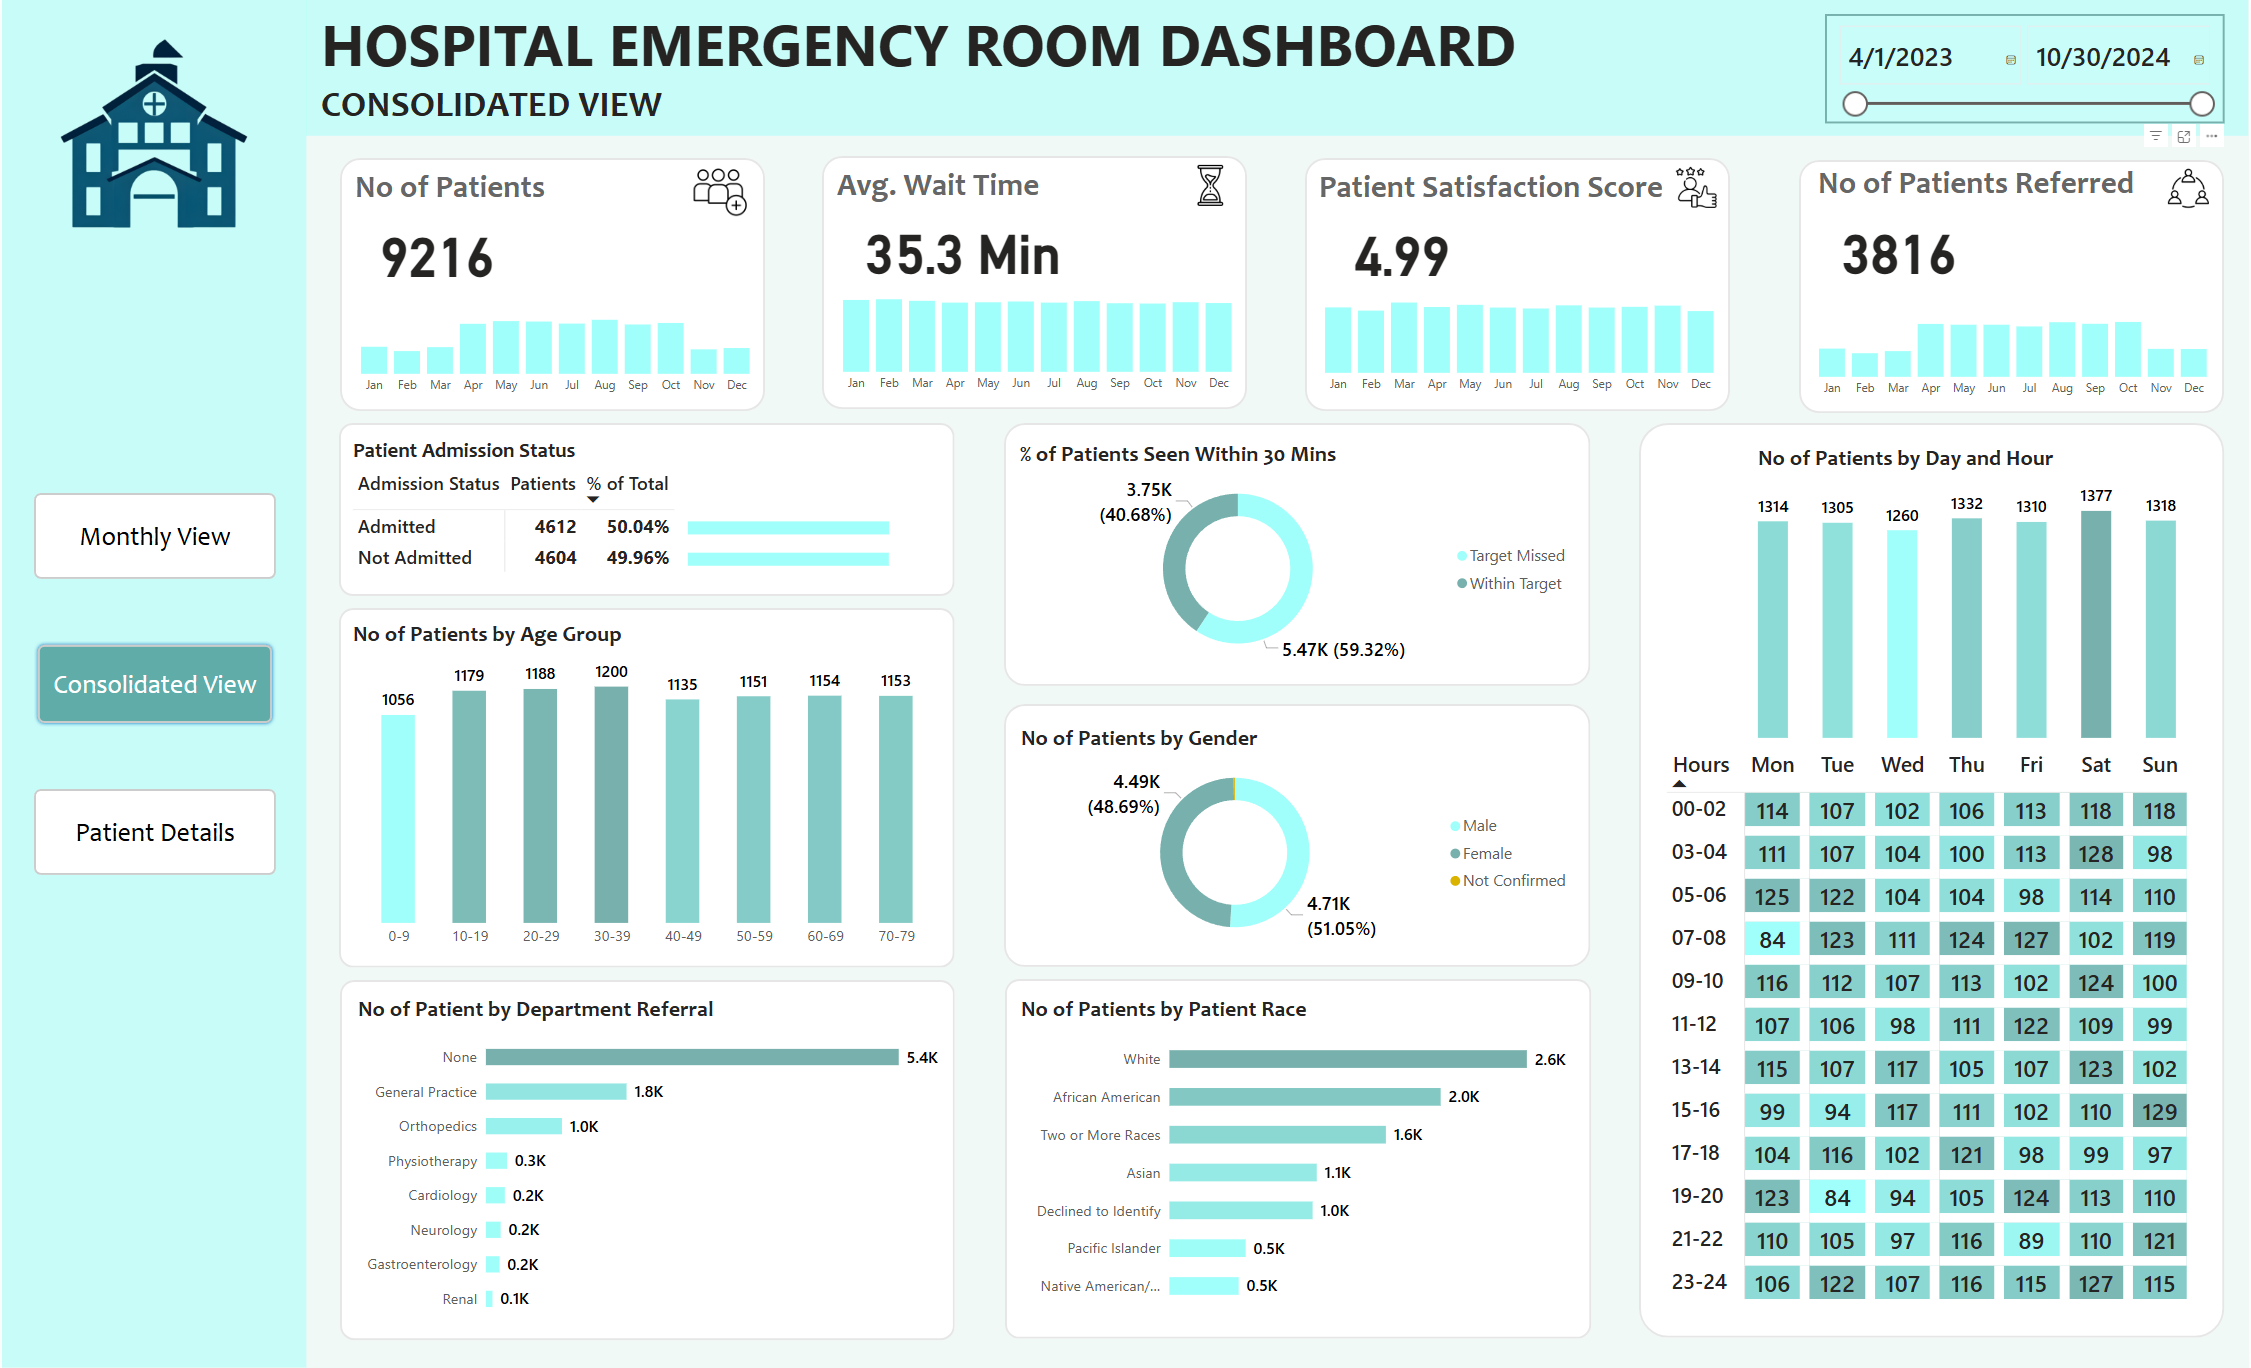 HOSPITAL EMERGENCY ROOM DASHBOARD
CONSOLIDATED VIEW
4/1/2023 10/30/2024
Monthly View
Consolidated View
Patient Details
No of Patients
9216
Jan Feb Mar Apr May Jun Jul Aug Sep Oct Nov Dec
Avg. Wait Time
35.3 Min
Jan Feb Mar Apr May Jun Jul Aug Sep Oct Nov Dec
Patient Satisfaction Score
4.99
Jan Feb Mar Apr May Jun Jul Aug Sep Oct Nov Dec
No of Patients Referred
3816
Jan Feb Mar Apr May Jun Jul Aug Sep Oct Nov Dec
Patient Admission Status
Admission Status Patients % of Total
Admitted 4612 50.04%
Not Admitted 4604 49.96%
No of Patients by Age Group
1056 1179 1188 1200 1135 1151 1154 1153
0-9 10-19 20-29 30-39 40-49 50-59 60-69 70-79
No of Patient by Department Referral
None 5.4K
General Practice 1.8K
Orthopedics 1.0K
Physiotherapy 0.3K
Cardiology 0.2K
Neurology 0.2K
Gastroenterology 0.2K
Renal 0.1K
% of Patients Seen Within 30 Mins
3.75K
(40.68%)
Target Missed
Within Target
5.47K (59.32%)
No of Patients by Gender
4.49K
(48.69%)
Male
Female
Not Confirmed
4.71K
(51.05%)
No of Patients by Patient Race
White 2.6K
African American 2.0K
Two or More Races 1.6K
Asian 1.1K
Declined to Identify 1.0K
Pacific Islander 0.5K
Native American/... 0.5K
No of Patients by Day and Hour
1314 1305 1260 1332 1310 1377 1318
Hours Mon Tue Wed Thu Fri Sat Sun
00-02 114 107 102 106 113 118 118
03-04 111 107 104 100 113 128 98
05-06 125 122 104 104 98 114 110
07-08 84 123 111 124 127 102 119
09-10 116 112 107 113 102 124 100
11-12 107 106 98 111 122 109 99
13-14 115 107 117 105 107 123 102
15-16 99 94 117 111 102 110 129
17-18 104 116 102 121 98 99 97
19-20 123 84 94 105 124 113 110
21-22 110 105 97 116 89 110 121
23-24 106 122 107 116 115 127 115